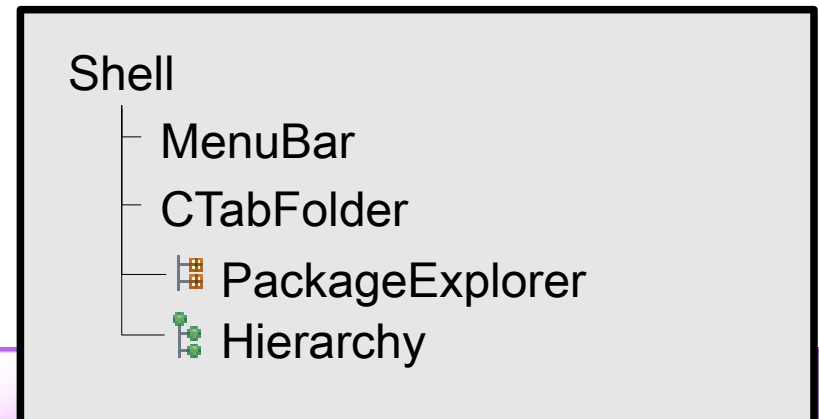 Shell
MenuBar
CTabFolder
PackageExplorer
Hierarchy